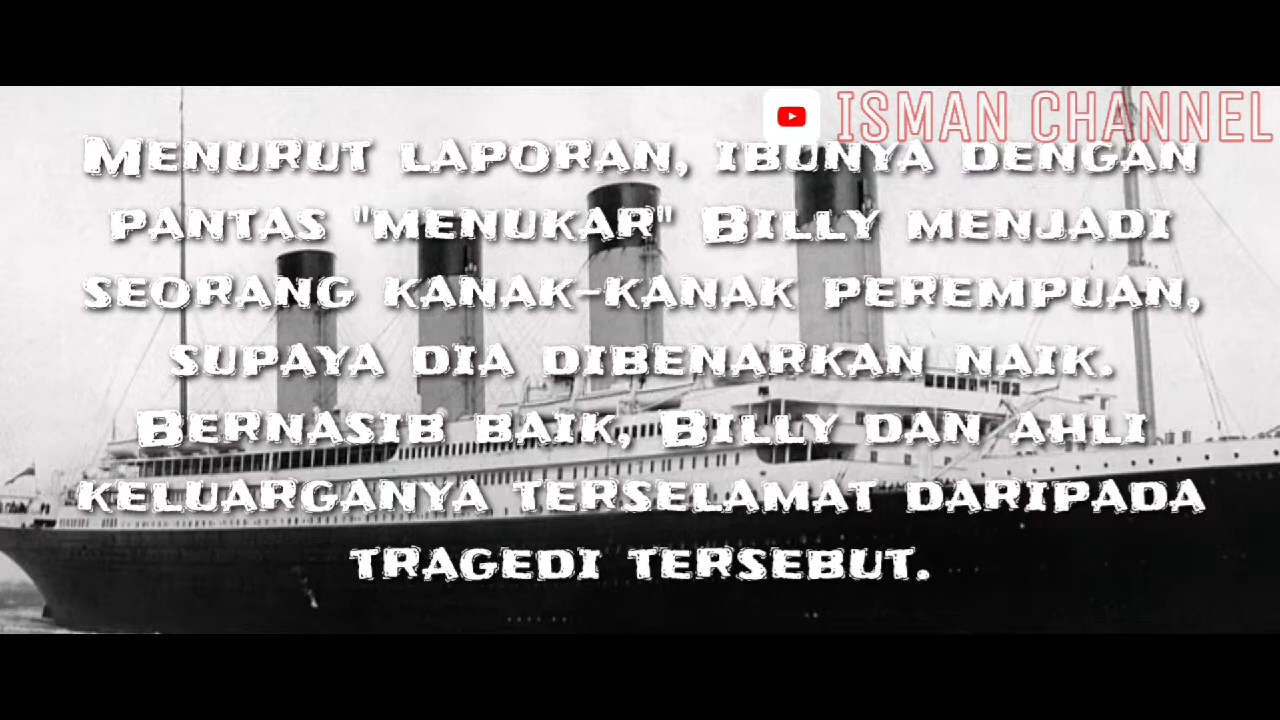 ISMAN CHANNEL
MENURUT LAPORAN, IBUNYA DENGAN
PANTAS "MENUKAR" BILLY MENJADI
SEORANG KANAK-KANAK PEREMPUAN,
SUPAYA DIA DIBENARKAN NAIK.
BERNASIB BAIK, BILLY DAN AHLI
KELUARGANYA TERSELAMAT DARIPADA
TRAGEDI TERSEBUT.